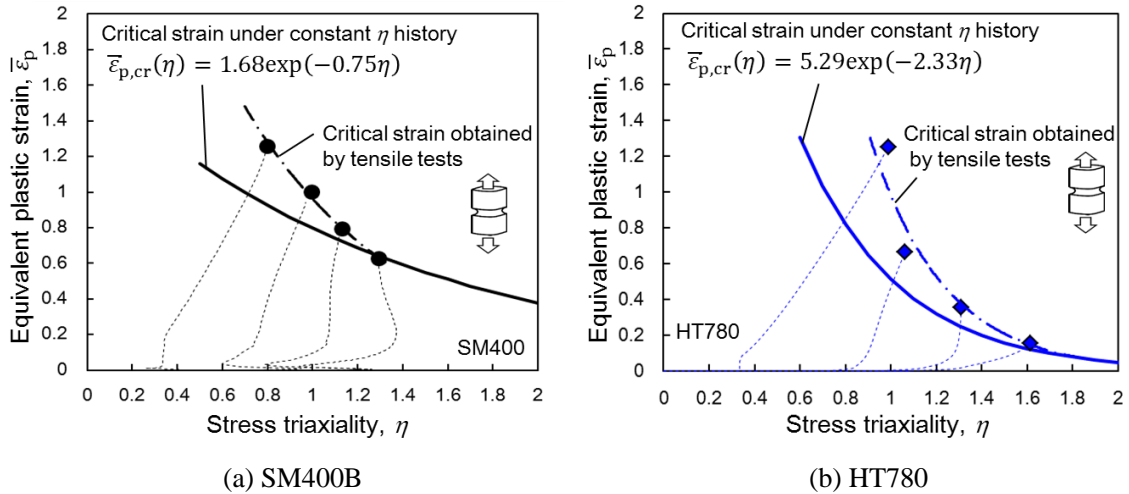 Critical strain under constant η history
ε̅p,cr(η) = 1.68exp(−0.75η)
Critical strain obtained
by tensile tests
Equivalent plastic strain, ε̅p
2
1.8
1.6
1.4
1.2
1
0.8
0.6
0.4
0.2
0
SM400
0 0.2 0.4 0.6 0.8 1 1.2 1.4 1.6 1.8 2
Stress triaxiality, η
(a) SM400B
Critical strain under constant η history
ε̅p,cr(η) = 5.29exp(−2.33η)
Critical strain obtained
by tensile tests
Equivalent plastic strain, ε̅p
2
1.8
1.6
1.4
1.2
1
0.8
0.6
0.4
0.2
0
HT780
0 0.2 0.4 0.6 0.8 1 1.2 1.4 1.6 1.8 2
Stress triaxiality, η
(b) HT780